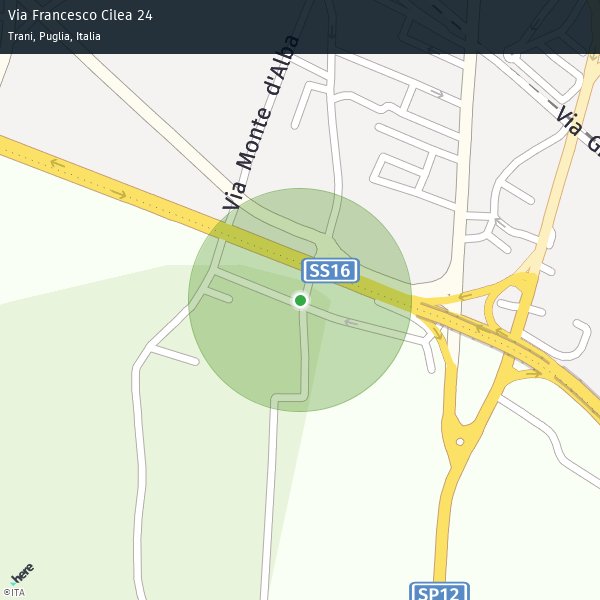 Via Francesco Cilea 24
Trani, Puglia, Italia
Via Monte d'Alba
Via G
SS16
SP12
here
©ITA